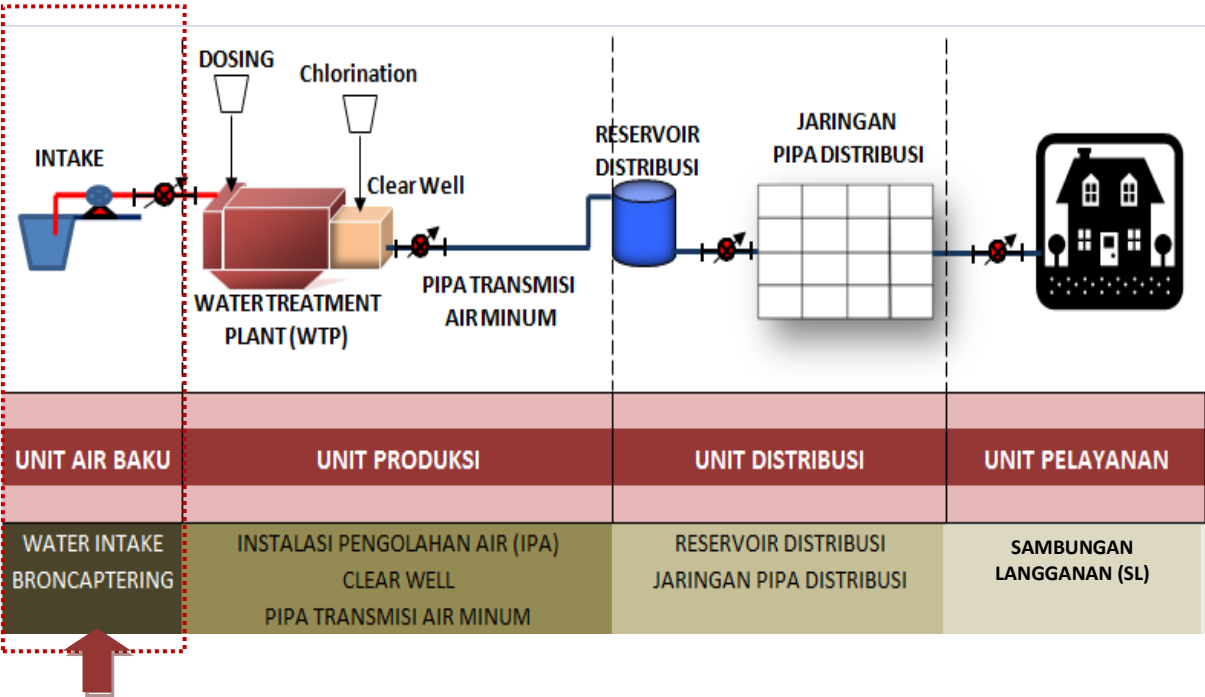 DOSING
Chlorination
INTAKE
Clear Well
WATER TREATMENT
PLANT (WTP)
PIPA TRANSMISI
AIR MINUM
RESERVOIR
DISTRIBUSI
JARINGAN
PIPA DISTRIBUSI
UNIT AIR BAKU
UNIT PRODUKSI
UNIT DISTRIBUSI
UNIT PELAYANAN
WATER INTAKE
BRONCAPTERING
INSTALASI PENGOLAHAN AIR (IPA)
CLEAR WELL
PIPA TRANSMISI AIR MINUM
RESERVOIR DISTRIBUSI
JARINGAN PIPA DISTRIBUSI
SAMBUNGAN
LANGGANAN (SL)